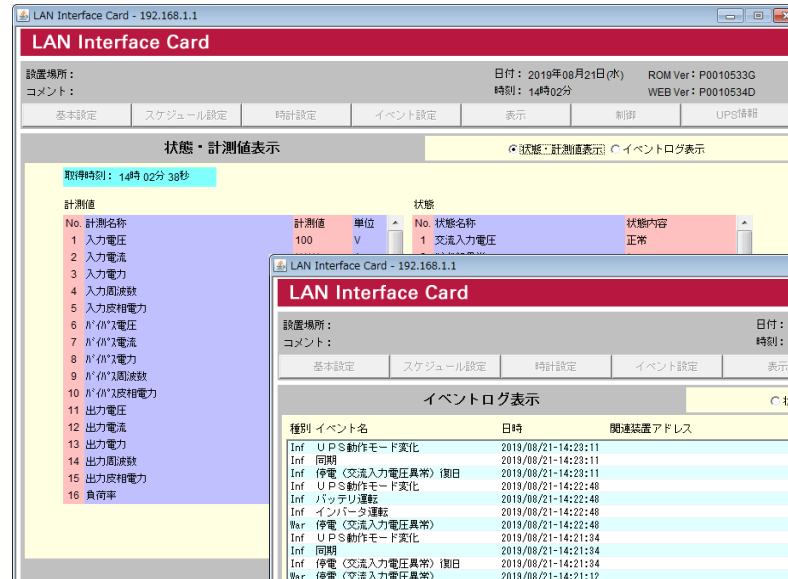 LAN Interface Card - 192.168.1.1
LAN Interface Card
設置場所：
コメント：
日付： 2019年08月21日(水)
時刻： 14時02分
ROM Ver：P0010533G
WEB Ver：P0010534D
基本設定 スケジュール設定 時計設定 イベント設定 表示 制御 UPS情報
状態・計測値表示
状態・計測値表示 イベントログ表示
取得時刻： 14時 02分 38秒
計測値
No. 計測名称 計測値 単位
1 入力電圧 100 V
2 入力電流
3 入力電力
4 入力周波数
5 入力皮相電力
6 ﾊﾞｲﾊﾟｽ電圧
7 ﾊﾞｲﾊﾟｽ電流
8 ﾊﾞｲﾊﾟｽ電力
9 ﾊﾞｲﾊﾟｽ周波数
10 ﾊﾞｲﾊﾟｽ皮相電力
11 出力電圧
12 出力電流
13 出力電力
14 出力周波数
15 出力皮相電力
16 負荷率
状態
No. 状態名称 状態内容
1 交流入力電圧 正常
LAN Interface Card - 192.168.1.1
LAN Interface Card
設置場所：
コメント：
日付：
時刻：
基本設定 スケジュール設定 時計設定 イベント設定 表示
イベントログ表示
種別 イベント名 日時 関連装置アドレス
Inf ＵＰＳ動作モード変化 2019/08/21-14:23:11
Inf 同期 2019/08/21-14:23:11
Inf 停電（交流入力電圧異常）復旧 2019/08/21-14:23:11
Inf ＵＰＳ動作モード変化 2019/08/21-14:22:48
Inf バッテリ運転 2019/08/21-14:22:48
Inf インバータ運転 2019/08/21-14:22:48
War 停電（交流入力電圧異常） 2019/08/21-14:22:48
Inf ＵＰＳ動作モード変化 2019/08/21-14:21:34
Inf 同期 2019/08/21-14:21:34
Inf 停電（交流入力電圧異常）復旧 2019/08/21-14:21:34
War 停電（交流入力電圧異常） 2019/08/21-14:21:12